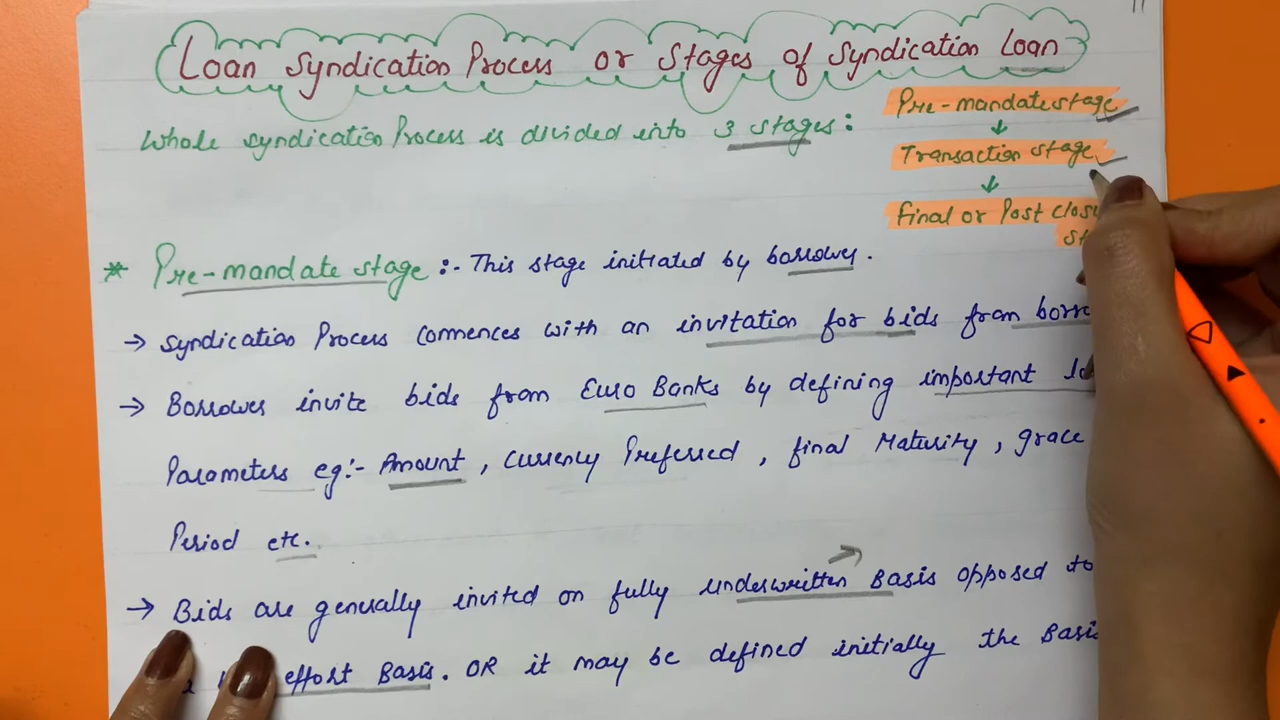 Loan Syndication Process or Stages of Syndication Loan
Whole syndication Process is divided into 3 stages:
Pre-mandate stage
↓
Transaction stage
↓
Final or Post
* Pre-mandate stage :- This stage initiated by borrower.
→ Syndication Process commences with an invitation for bids from
→ Borrower invite bids from Euro Banks by defining important
Parameters eg:- Amount, currency Preferred, final Maturity, grace
Period etc.
→ Bids are generally invited on fully underwritten Basis opposed to
effort Basis. OR it may be defined initially the